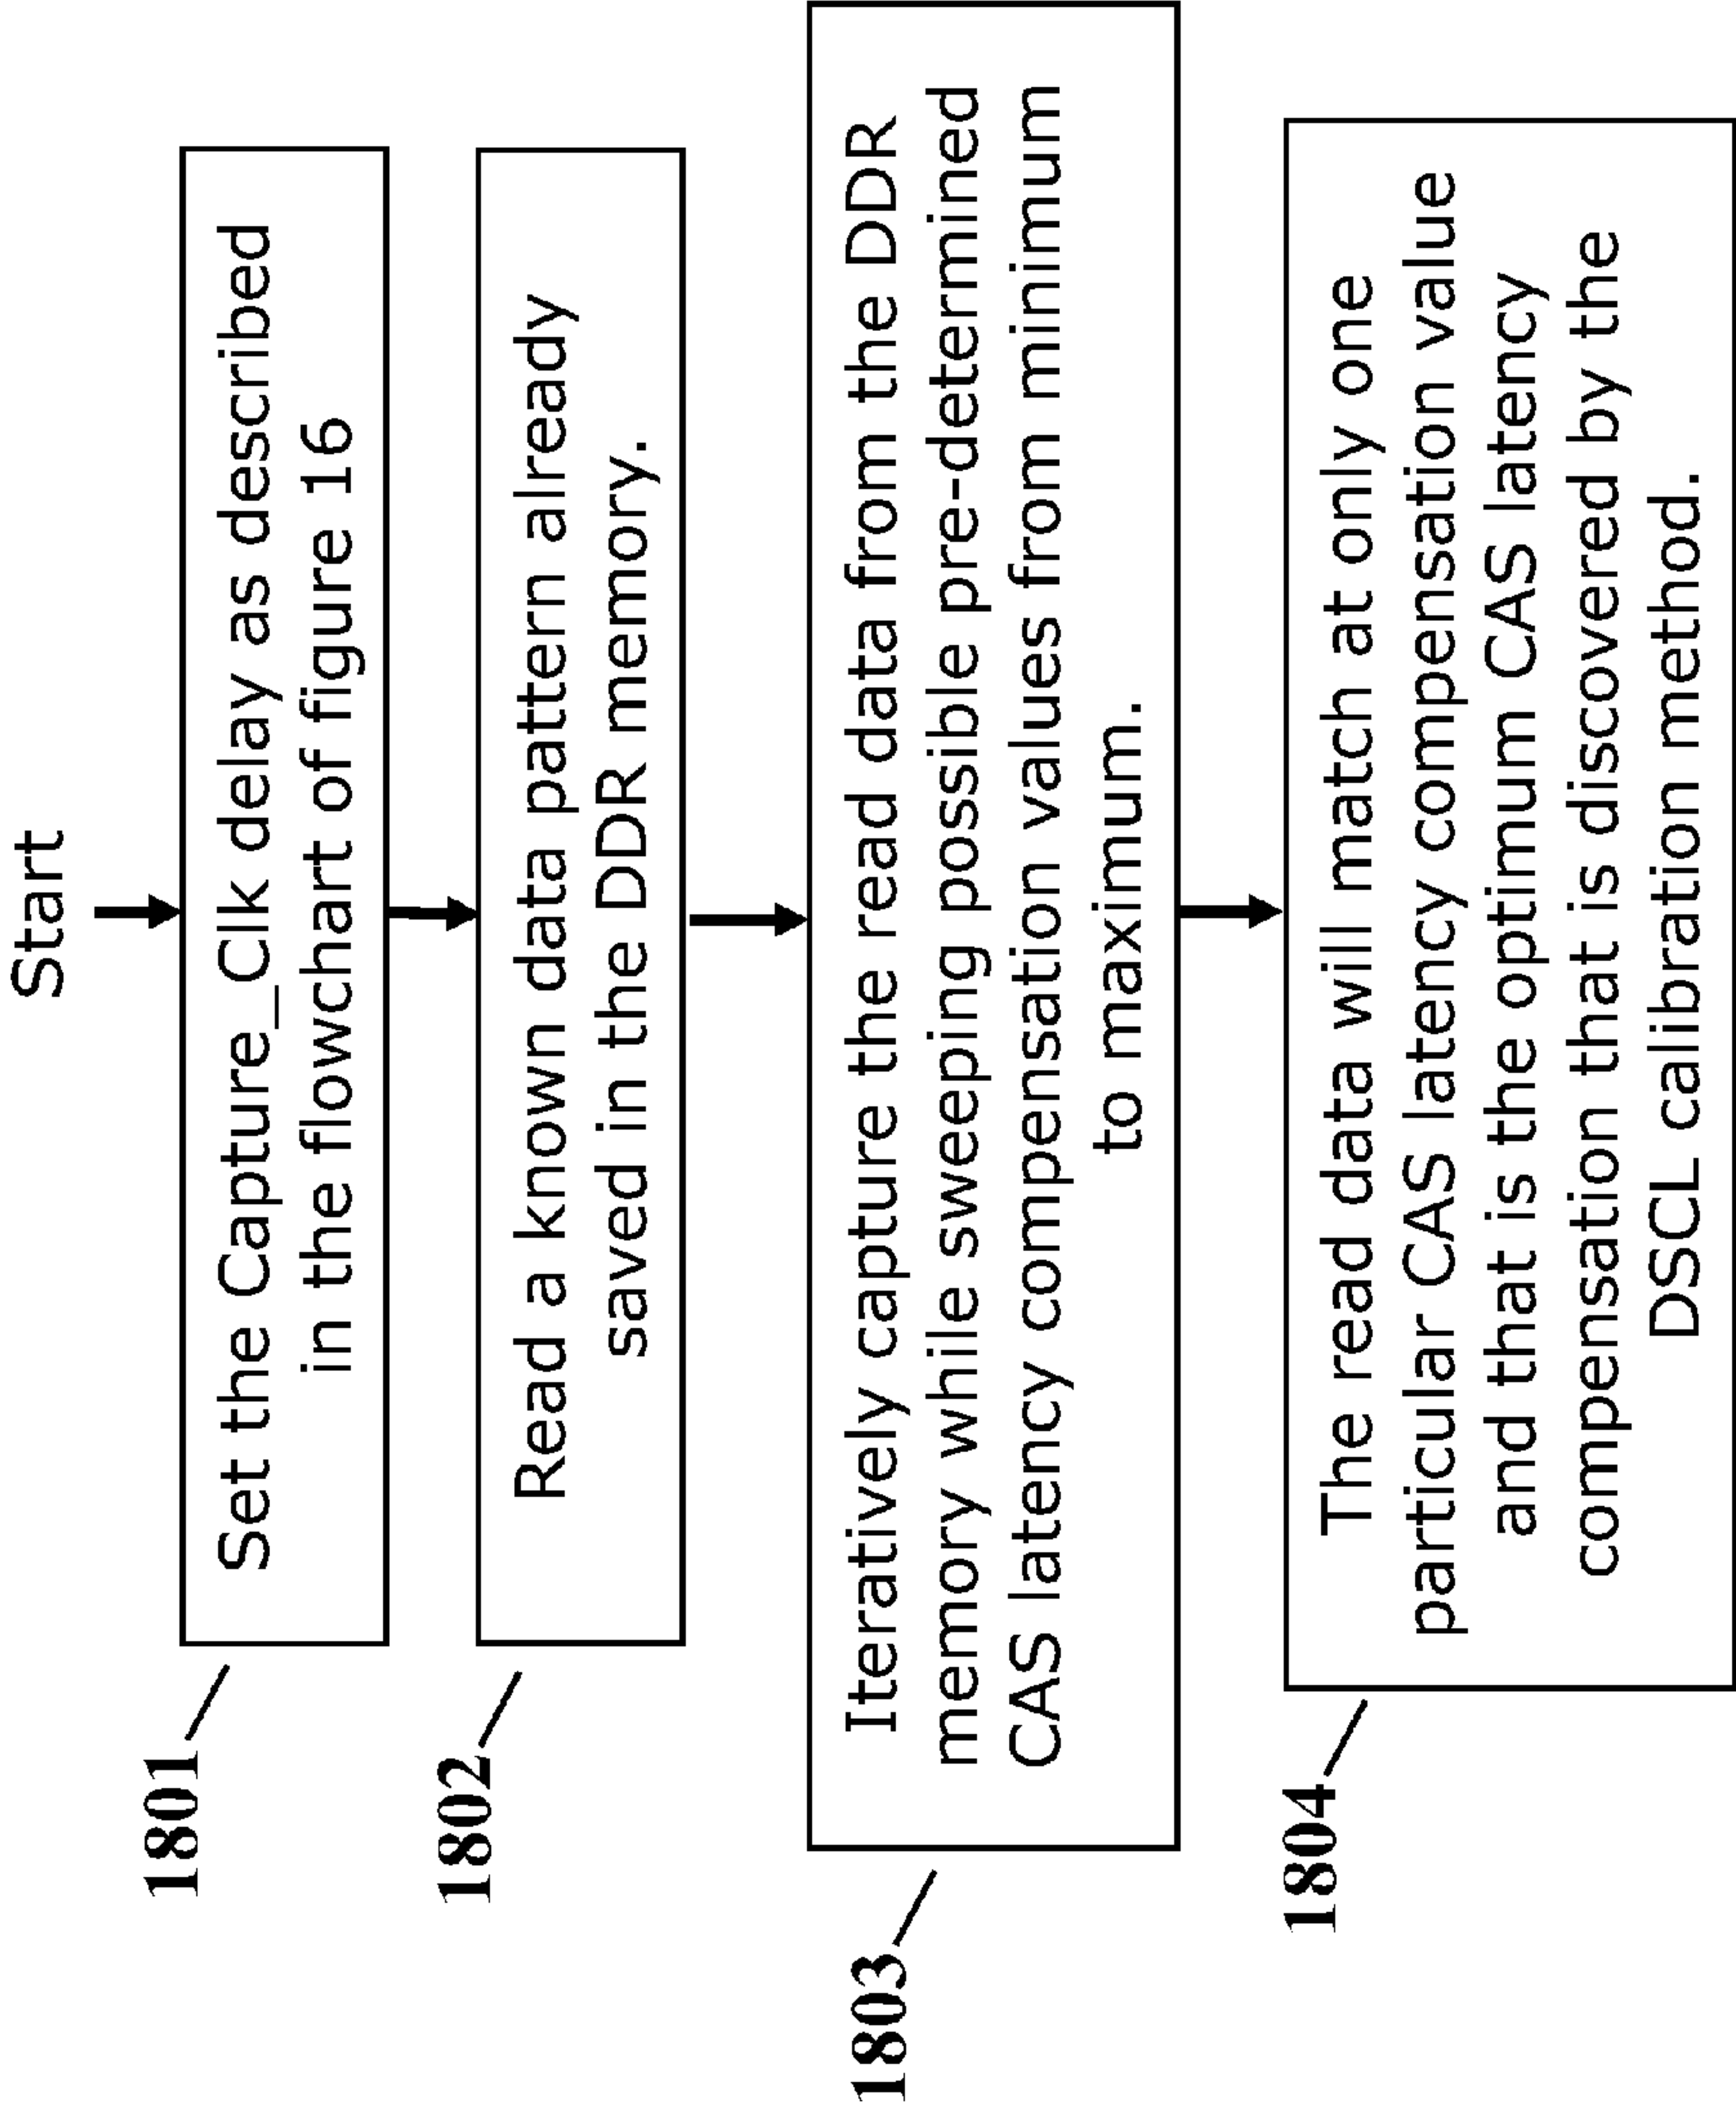 Start
1801
Set the Capture_Clk delay as described
in the flowchart of figure 16
1802
Read a known data pattern already
saved in the DDR memory.
1803
Iteratively capture the read data from the DDR
memory while sweeping possible pre-determined
CAS latency compensation values from minimum
to maximum.
1804
The read data will match at only one
particular CAS latency compensation value
and that is the optimum CAS latency
compensation that is discovered by the
DSCL calibration method.